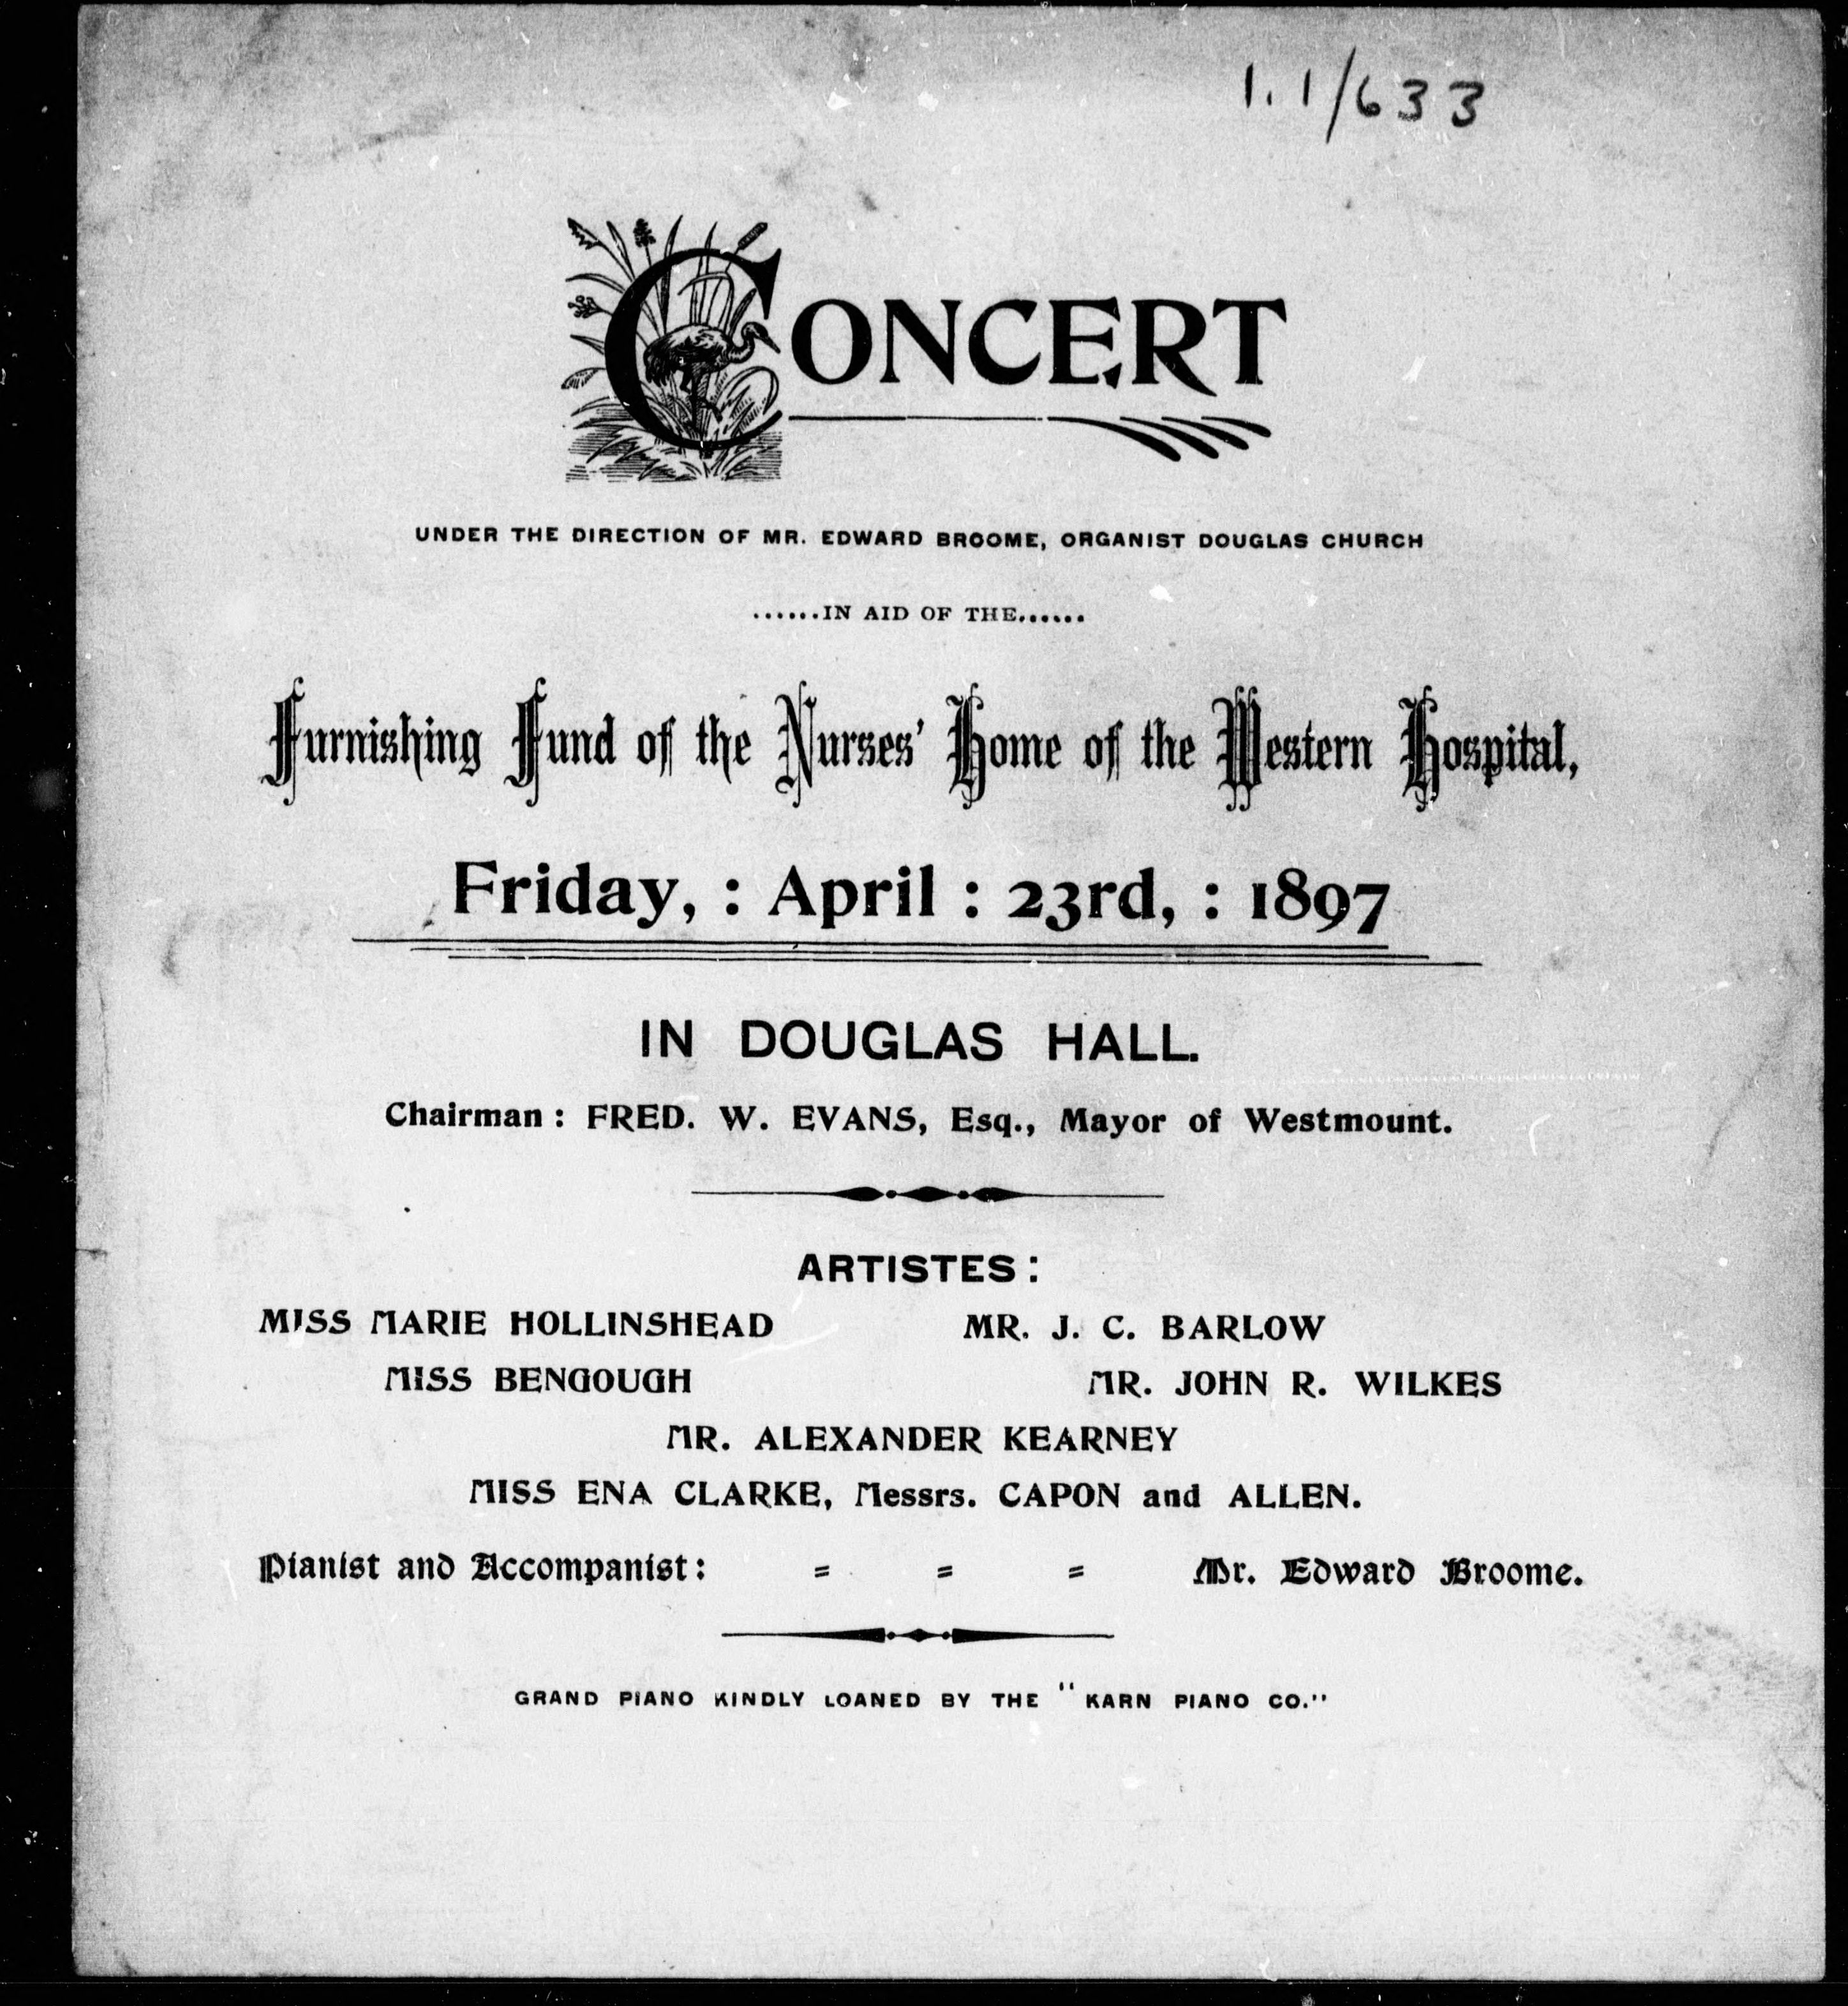 1.1/633
CONCERT
UNDER THE DIRECTION OF MR. EDWARD BROOME, ORGANIST DOUGLAS CHURCH
......IN AID OF THE......
Furnishing Fund of the Nurses' Home of the Western Hospital,
Friday, : April : 23rd, : 1897
IN DOUGLAS HALL.
Chairman : FRED. W. EVANS, Esq., Mayor of Westmount.
ARTISTES :
MISS MARIE HOLLINSHEAD MR. J. C. BARLOW
MISS BENGOUGH MR. JOHN R. WILKES
MR. ALEXANDER KEARNEY
MISS ENA CLARKE, Messrs. CAPON and ALLEN.
Pianist and Accompanist: = = = Mr. Edward Broome.
GRAND PIANO KINDLY LOANED BY THE "KARN PIANO CO."